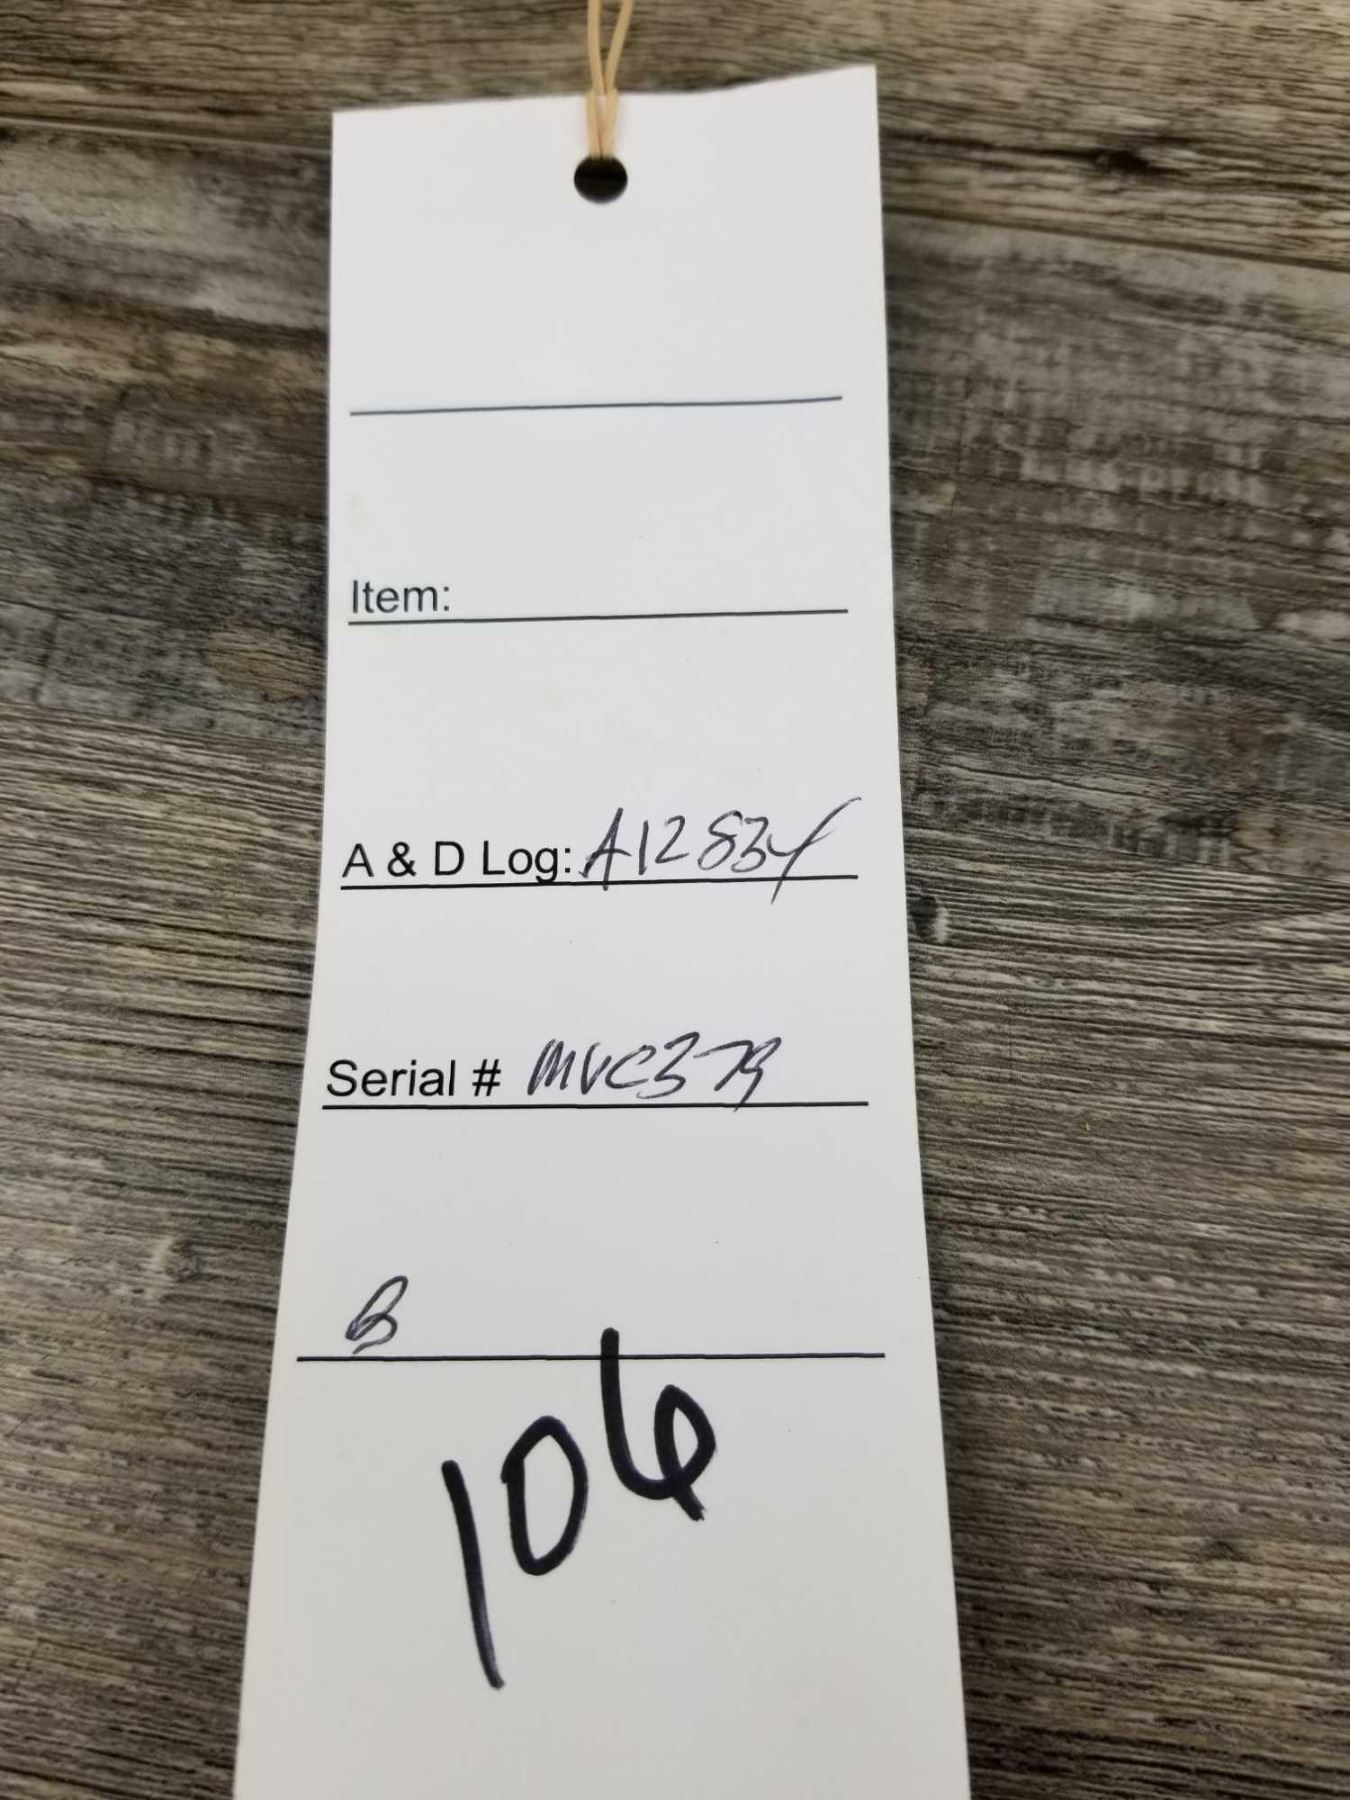 Item:
A & D Log: A12834
Serial # MVC379
B
106